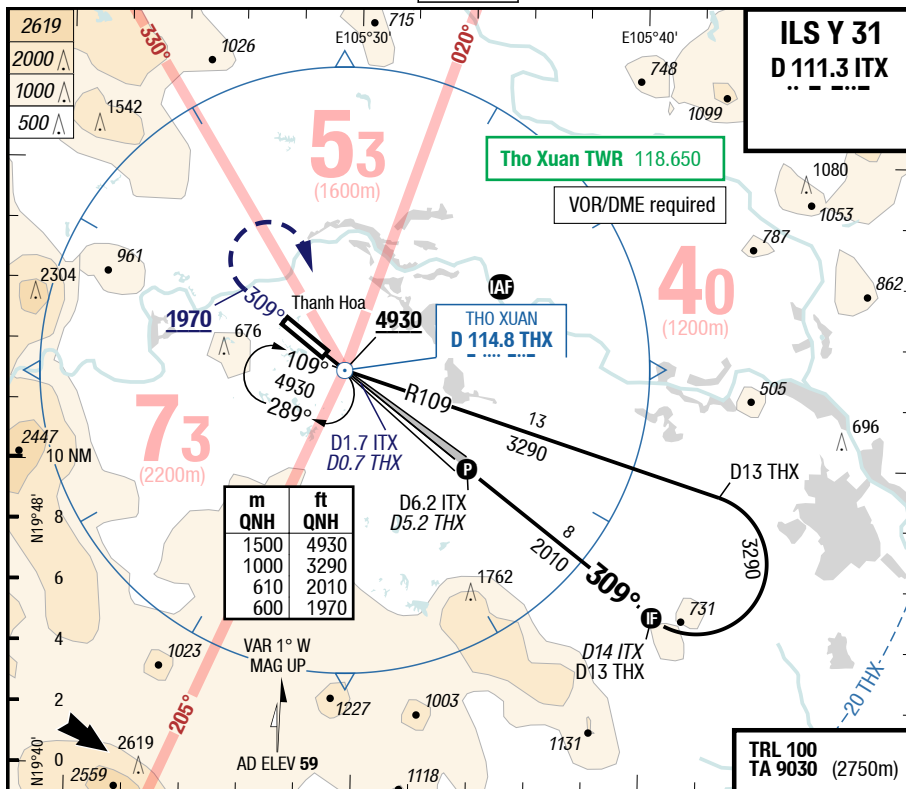 2619
2000
1000
500
1542
1026
330°
715
E105°30'
020°
E105°40'
748
1099
ILS Y 31
D 111.3 ITX
53
(1600m)
Tho Xuan TWR 118.650
VOR/DME required
1080
1053
787
961
2304
40
(1200m)
862
IAF
THO XUAN
D 114.8 THX
309°
Thanh Hoa
1970
4930
676
109°
4930
289°
R109
13
3290
505
696
73
(2200m)
D1.7 ITX
D0.7 THX
2447
10 NM
P
D13 THX
D6.2 ITX
D5.2 THX
N19°48'
8
m ft
QNH QNH
1500 4930
1000 3290
610 2010
600 1970
8
2010
3290
6
1762
309°
731
IF
4
D14 ITX
D13 THX
VAR 1° W
MAG UP
1023
2
1227
1003
205°
20 THX
1131
N19°40'
0
2619
2559
AD ELEV 59
1118
TRL 100
TA 9030 (2750m)